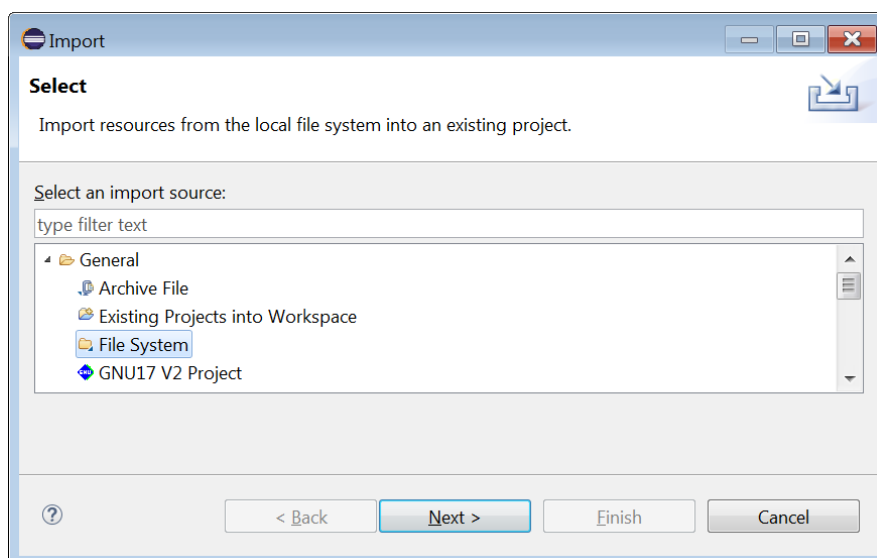 Import
Select
Import resources from the local file system into an existing project.
Select an import source:
type filter text
General
Archive File
Existing Projects into Workspace
File System
GNU17 V2 Project
< Back Next > Finish Cancel